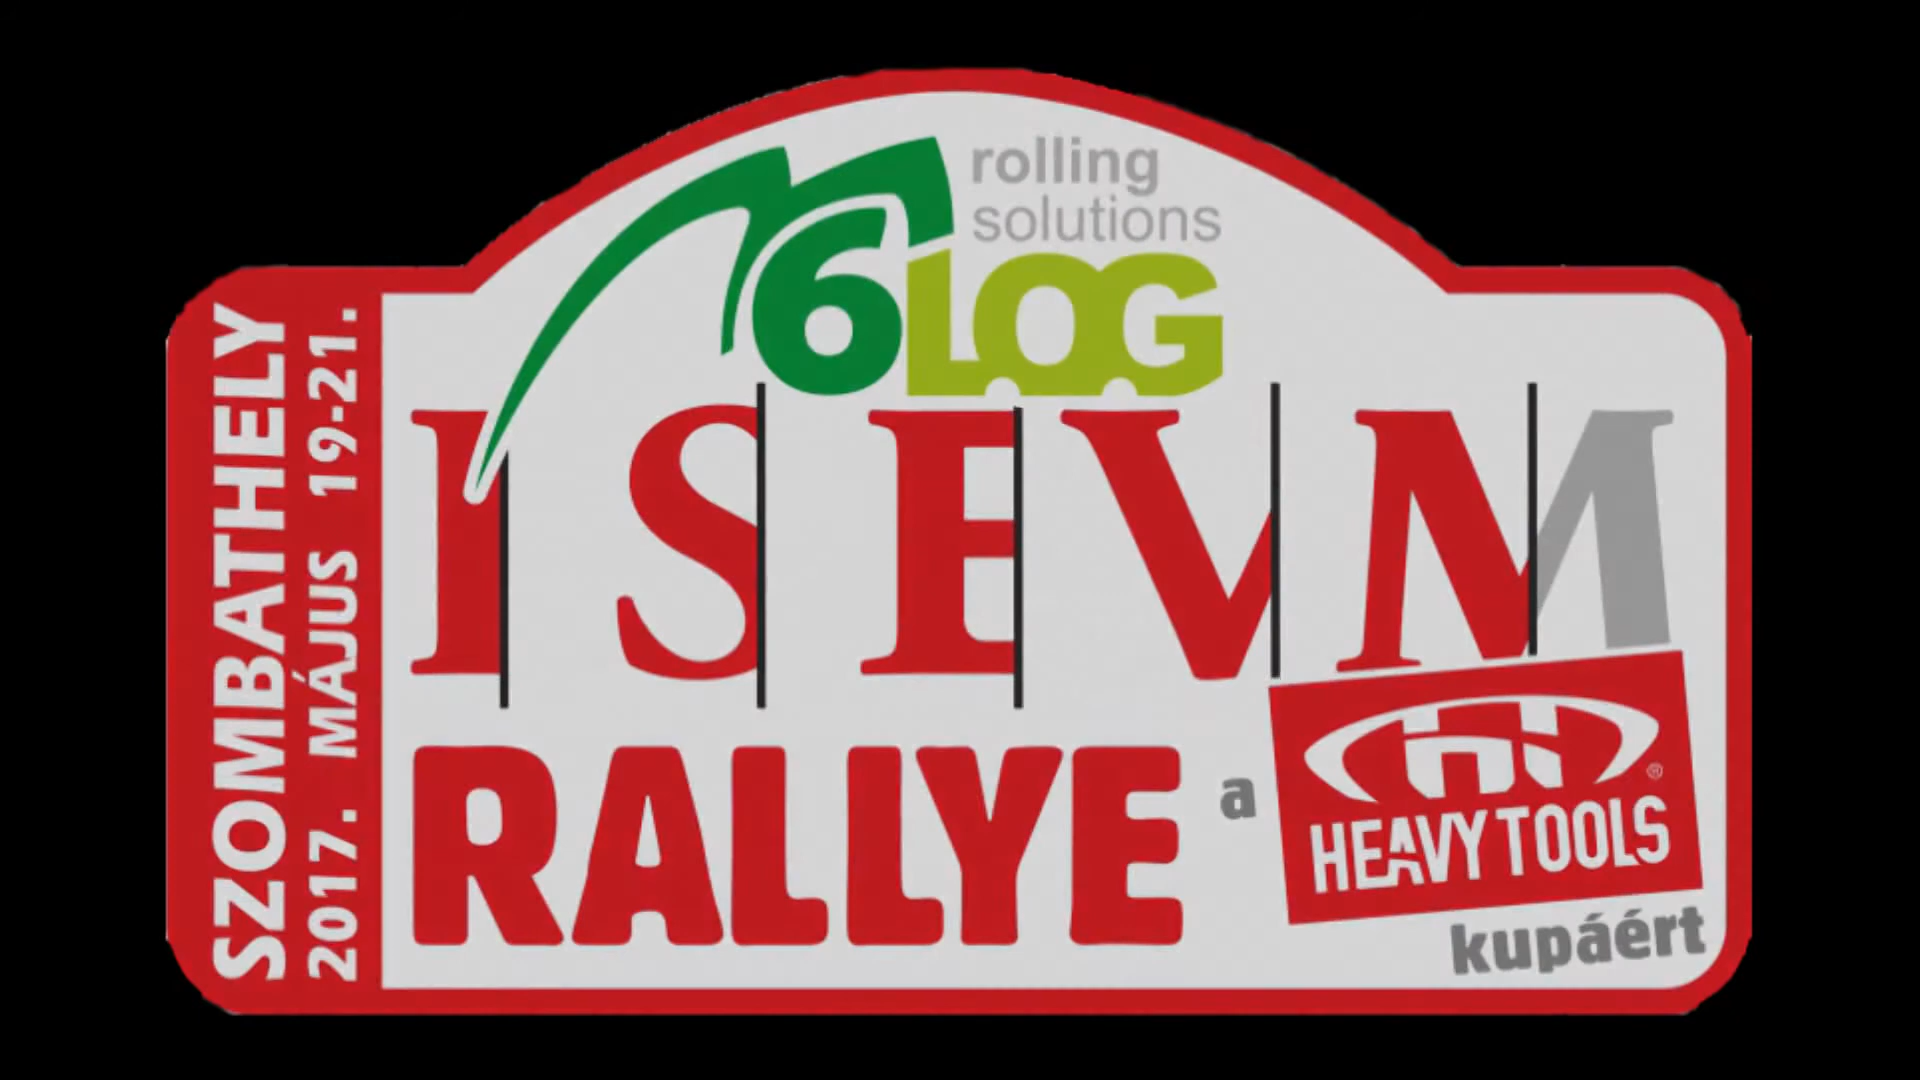 rolling
solutions
6LOG
ISEVM
RALLYE
a
HEAVY TOOLS
®
kupáért
SZOMBATHELY
2017. MÁJUS 19-21.